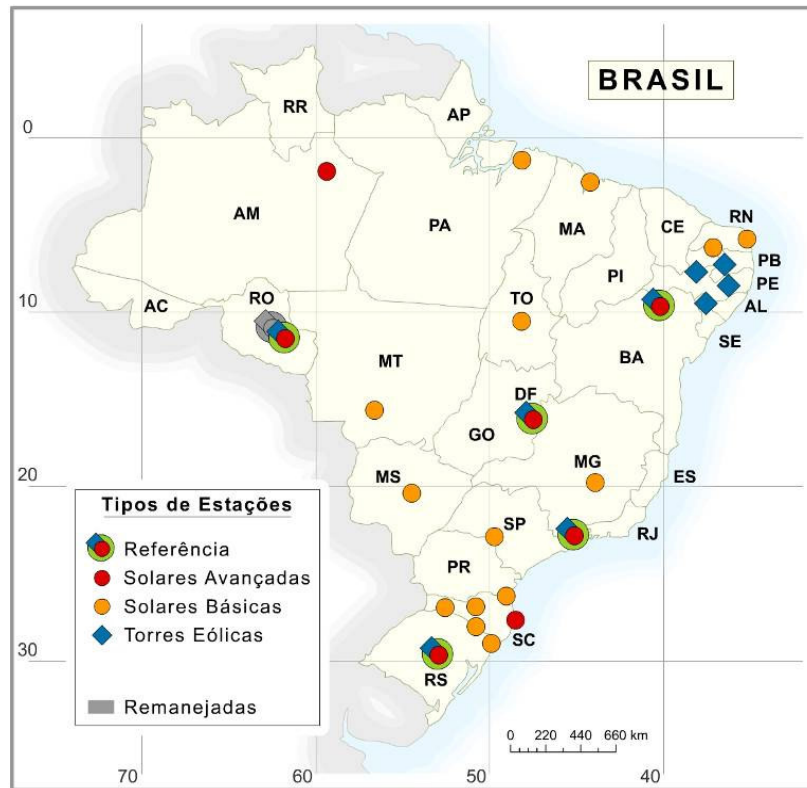 BRASIL
RR
AP
0
AM
PA
MA
CE
RN
PB
PI
PE
AC
RO
TO
AL
10
SE
MT
BA
DF
GO
MG
MS
ES
20
Tipos de Estações
SP
RJ
Referência
PR
Solares Avançadas
Solares Básicas
Torres Eólicas
SC
30
RS
Remanejadas
0 220 440 660 km
70 60 50 40